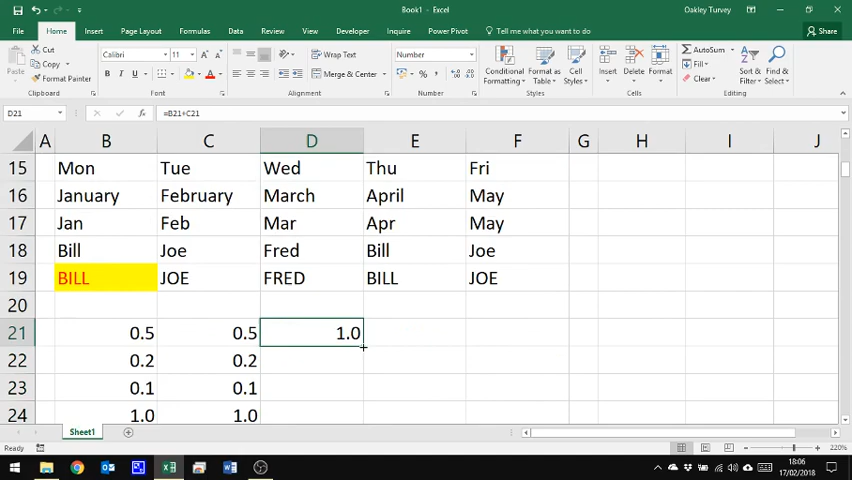 Book1 - Excel
Oakley Turvey
File Home Insert Page Layout Formulas Data Review View Developer Inquire Power Pivot Tell me what you want to do Share
Cut
Copy
Format Painter
Paste
Clipboard
Calibri 11
B I U
Font
Wrap Text
Merge & Center
Alignment
Number
%
Number
Conditional Formatting
Format as Table
Cell Styles
Styles
Insert Delete Format
Cells
AutoSum
Fill
Clear
Sort & Filter
Find & Select
Editing
D21 fx =B21+C21
A B C D E F G H I J
15 Mon Tue Wed Thu Fri
16 January February March April May
17 Jan Feb Mar Apr May
18 Bill Joe Fred Bill Joe
19 BILL JOE FRED BILL JOE
20
21 0.5 0.5 1.0
22 0.2 0.2
23 0.1 0.1
24 1.0 1.0
Sheet1
Ready 220%
18:06
17/02/2018